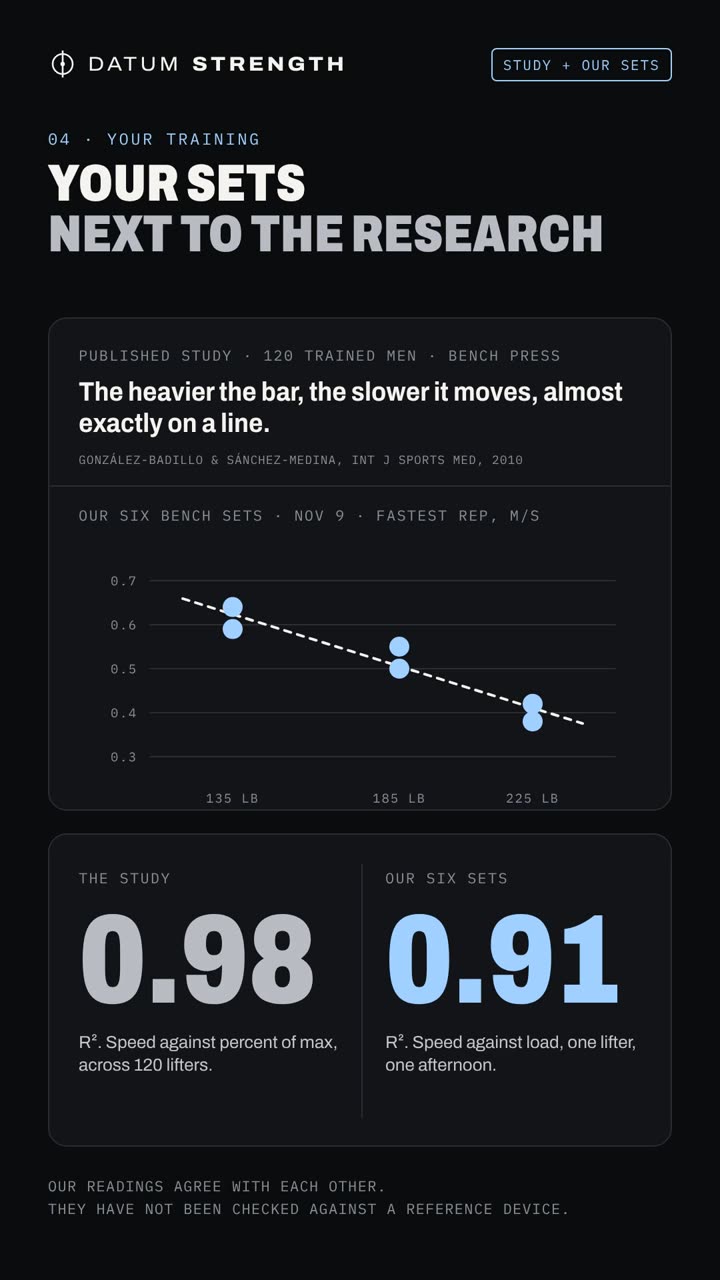 DATUM STRENGTH
STUDY + OUR SETS
04 · YOUR TRAINING
YOUR SETS
NEXT TO THE RESEARCH
PUBLISHED STUDY · 120 TRAINED MEN · BENCH PRESS
The heavier the bar, the slower it moves, almost
exactly on a line.
GONZÁLEZ-BADILLO & SÁNCHEZ-MEDINA, INT J SPORTS MED, 2010
OUR SIX BENCH SETS · NOV 9 · FASTEST REP, M/S
0.7
0.6
0.5
0.4
0.3
135 LB
185 LB
225 LB
THE STUDY
0.98
R². Speed against percent of max,
across 120 lifters.
OUR SIX SETS
0.91
R². Speed against load, one lifter,
one afternoon.
OUR READINGS AGREE WITH EACH OTHER.
THEY HAVE NOT BEEN CHECKED AGAINST A REFERENCE DEVICE.